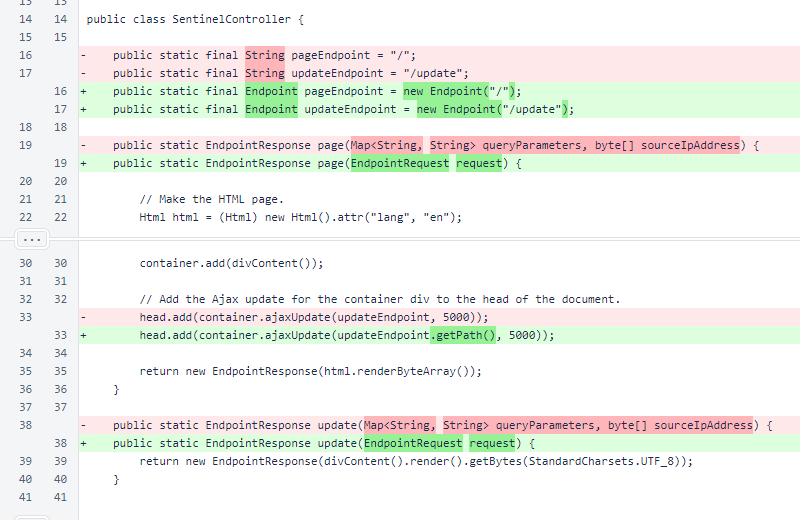 13 13
14 14 public class SentinelController {
15 15
16 - public static final String pageEndpoint = "/";
17 - public static final String updateEndpoint = "/update";
16 + public static final Endpoint pageEndpoint = new Endpoint("/");
17 + public static final Endpoint updateEndpoint = new Endpoint("/update");
18 18
19 - public static EndpointResponse page(Map<String, String> queryParameters, byte[] sourceIpAddress) {
19 + public static EndpointResponse page(EndpointRequest request) {
20 20
21 21 // Make the HTML page.
22 22 Html html = (Html) new Html().attr("lang", "en");
...
30 30 container.add(divContent());
31 31
32 32 // Add the Ajax update for the container div to the head of the document.
33 - head.add(container.ajaxUpdate(updateEndpoint, 5000));
33 + head.add(container.ajaxUpdate(updateEndpoint.getPath(), 5000));
34 34
35 35 return new EndpointResponse(html.renderByteArray());
36 36 }
37 37
38 - public static EndpointResponse update(Map<String, String> queryParameters, byte[] sourceIpAddress) {
38 + public static EndpointResponse update(EndpointRequest request) {
39 39 return new EndpointResponse(divContent().render().getBytes(StandardCharsets.UTF_8));
40 40 }
41 41